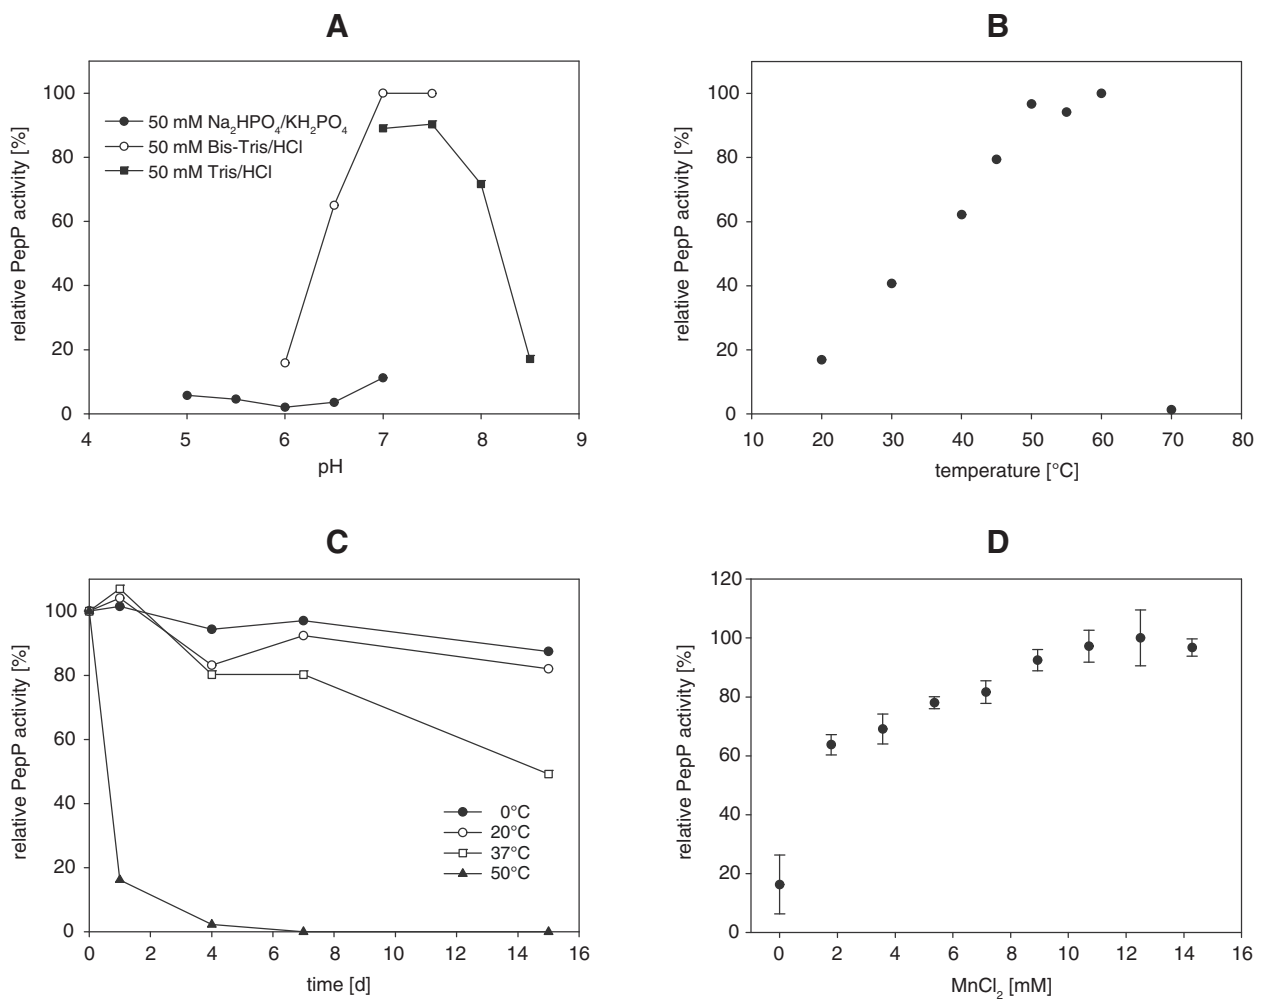 A
relative PepP activity [%]
100
80
60
40
20
0
50 mM Na₂HPO₄/KH₂PO₄
50 mM Bis-Tris/HCl
50 mM Tris/HCl
4 5 6 7 8 9
pH
B
relative PepP activity [%]
100
80
60
40
20
0
10 20 30 40 50 60 70 80
temperature [°C]
C
relative PepP activity [%]
100
80
60
40
20
0
0°C
20°C
37°C
50°C
0 2 4 6 8 10 12 14 16
time [d]
D
relative PepP activity [%]
120
100
80
60
40
20
0
0 2 4 6 8 10 12 14 16
MnCl₂ [mM]